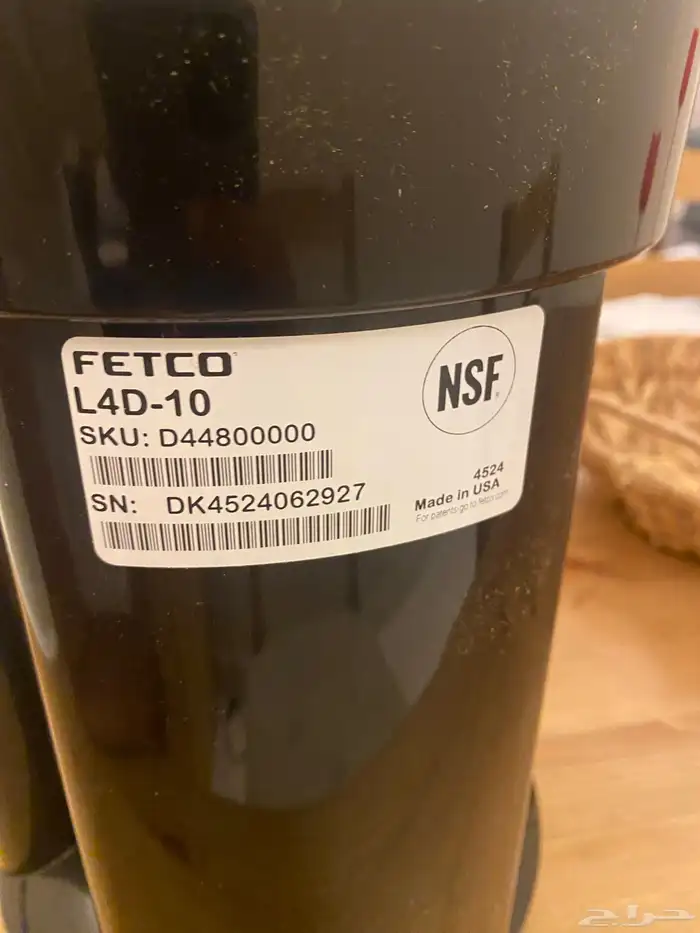 FETCO
L4D-10
SKU: D44800000
SN: DK4524062927
NSF
4524
Made in USA
For patents go to fetco.com
حراج